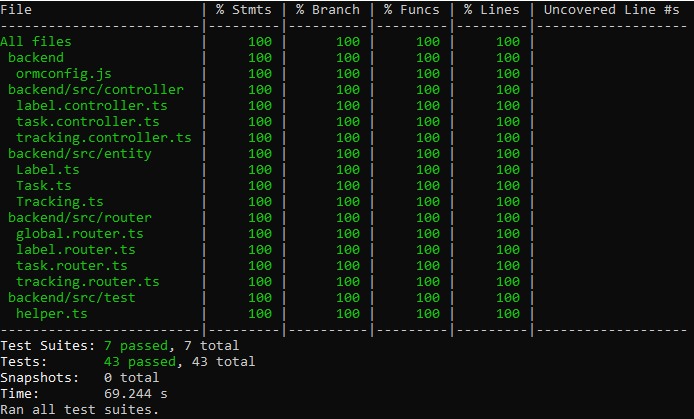 File                     | % Stmts | % Branch | % Funcs | % Lines | Uncovered Line #s
-------------------------|---------|----------|---------|---------|-------------------
All files                |     100 |      100 |     100 |     100 |
 backend                 |     100 |      100 |     100 |     100 |
  ormconfig.js           |     100 |      100 |     100 |     100 |
 backend/src/controller  |     100 |      100 |     100 |     100 |
  label.controller.ts    |     100 |      100 |     100 |     100 |
  task.controller.ts     |     100 |      100 |     100 |     100 |
  tracking.controller.ts |     100 |      100 |     100 |     100 |
 backend/src/entity      |     100 |      100 |     100 |     100 |
  Label.ts               |     100 |      100 |     100 |     100 |
  Task.ts                |     100 |      100 |     100 |     100 |
  Tracking.ts            |     100 |      100 |     100 |     100 |
 backend/src/router      |     100 |      100 |     100 |     100 |
  global.router.ts       |     100 |      100 |     100 |     100 |
  label.router.ts        |     100 |      100 |     100 |     100 |
  task.router.ts         |     100 |      100 |     100 |     100 |
  tracking.router.ts     |     100 |      100 |     100 |     100 |
 backend/src/test        |     100 |      100 |     100 |     100 |
  helper.ts              |     100 |      100 |     100 |     100 |
-------------------------|---------|----------|---------|---------|-------------------
Test Suites: 7 passed, 7 total
Tests:       43 passed, 43 total
Snapshots:   0 total
Time:        69.244 s
Ran all test suites.